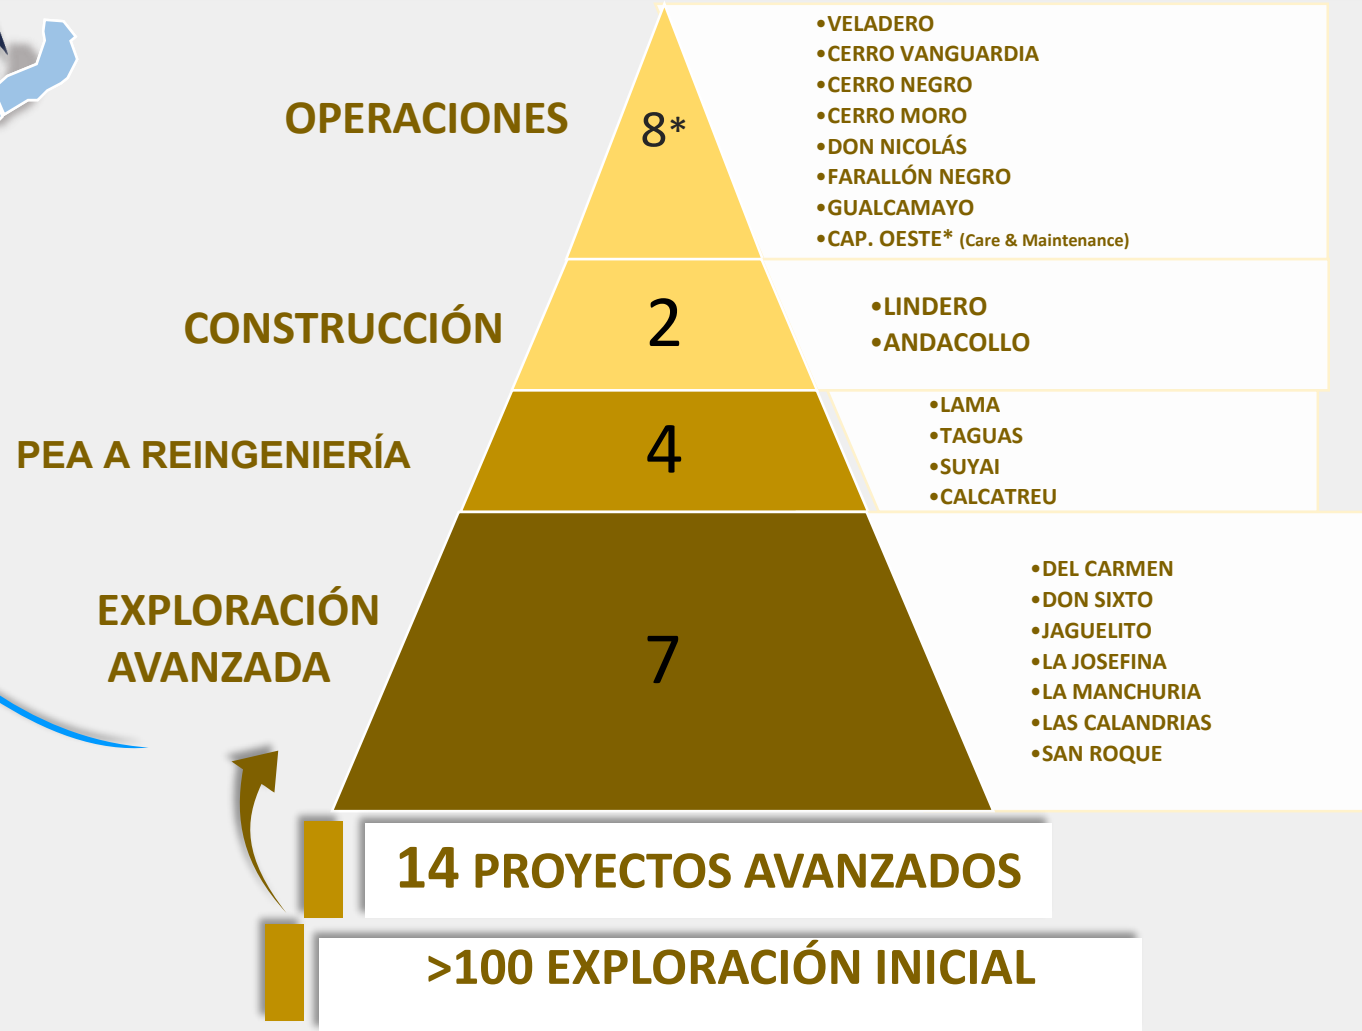 OPERACIONES
8*
•VELADERO
•CERRO VANGUARDIA
•CERRO NEGRO
•CERRO MORO
•DON NICOLÁS
•FARALLÓN NEGRO
•GUALCAMAYO
•CAP. OESTE* (Care & Maintenance)
CONSTRUCCIÓN
2
•LINDERO
•ANDACOLLO
PEA A REINGENIERÍA
4
•LAMA
•TAGUAS
•SUYAI
•CALCATREU
EXPLORACIÓN
AVANZADA
7
•DEL CARMEN
•DON SIXTO
•JAGUELITO
•LA JOSEFINA
•LA MANCHURIA
•LAS CALANDRIAS
•SAN ROQUE
14 PROYECTOS AVANZADOS
>100 EXPLORACIÓN INICIAL